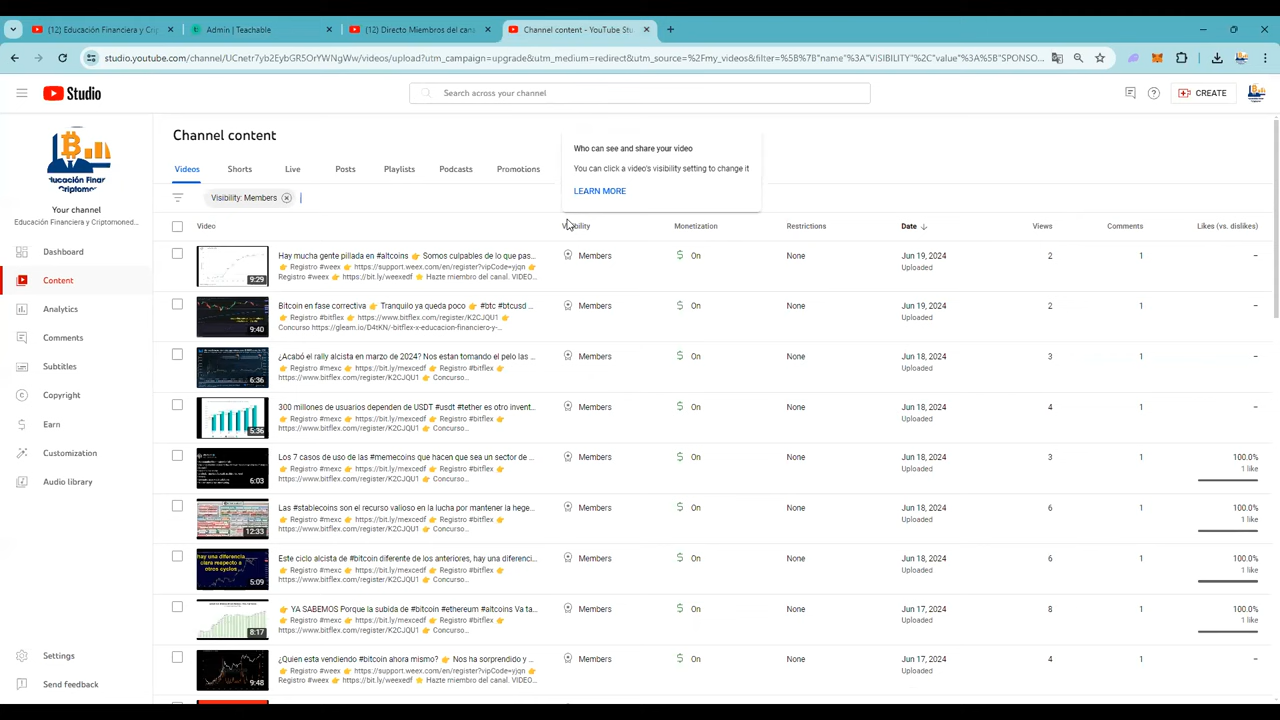 (12) Educación Financiera y Crip
Admin | Teachable
(12) Directo Miembros del can
Channel content - YouTube Stu
studio.youtube.com/channel/UCnetr7yb2EybGR5OrYWNgWw/videos/upload?utm_campaign=upgrade&utm_medium=redirect&utm_source=%2Fmy_videos&filter=%5B%7B"name"%3A"VISIBILITY"%2C"value"%3A%5B"SPONSO...
Studio
Search across your channel
CREATE
Channel content
Who can see and share your video
You can click a video's visibility setting to change it
LEARN MORE
Videos
Shorts
Live
Posts
Playlists
Podcasts
Promotions
Visibility: Members
ducación Finar
Criptomoned
Your channel
Educación Financiera y Criptomoned...
Dashboard
Content
Analytics
Comments
Subtitles
Copyright
Earn
Customization
Audio library
Settings
Send feedback
Video
Visibility
Monetization
Restrictions
Date
Views
Comments
Likes (vs. dislikes)
9:29
Hay mucha gente pillada en #altcoins 👉 Somos culpables de lo que pas...
👉 Registro #weex 👉 https://support.weex.com/en/register?vipCode=yjqn 👉
Registro #weex 👉 https://bit.ly/weexedf 👉 Hazte miembro del canal. VIDEO...
Members
On
None
Jun 19, 2024
Uploaded
2
1
–
9:40
Bitcoin en fase correctiva 👉 Tranquilo ya queda poco 👉 #btc #btcusd ...
👉 Registro #bitflex 👉 https://www.bitflex.com/register/K2CJQU1 👉
Concurso https://gleam.io/D4tKN/-bitflex-x-educacion-financiero-y-...
Members
On
None
Jun 19, 2024
Uploaded
2
1
–
6:36
¿Acabó el rally alcista en marzo de 2024? Nos estan tomando el pelo las ...
👉 Registro #mexc 👉 https://bit.ly/mexcedf 👉 Registro #bitflex 👉
https://www.bitflex.com/register/K2CJQU1 👉 Concurso...
Members
On
None
Jun 18, 2024
Uploaded
3
1
–
5:36
300 millones de usuarios dependen de USDT #usdt #tether es otro invent...
👉 Registro #mexc 👉 https://bit.ly/mexcedf 👉 Registro #bitflex 👉
https://www.bitflex.com/register/K2CJQU1 👉 Concurso...
Members
On
None
Jun 18, 2024
Uploaded
4
1
–
6:03
Los 7 casos de uso de las #memecoins que hacen que sea un sector de ...
👉 Registro #mexc 👉 https://bit.ly/mexcedf 👉 Registro #bitflex 👉
https://www.bitflex.com/register/K2CJQU1 👉 Concurso...
Members
On
None
Jun 18, 2024
Uploaded
3
1
100.0%
1 like
12:33
Las #stablecoins son el recurso valioso en la lucha por mantener la hege...
👉 Registro #mexc 👉 https://bit.ly/mexcedf 👉 Registro #bitflex 👉
https://www.bitflex.com/register/K2CJQU1 👉 Concurso...
Members
On
None
Jun 18, 2024
Uploaded
6
1
100.0%
1 like
hay una diferencia
clara respecto a
otros cyclos
5:09
Este ciclo alcista de #bitcoin diferente de los anteriores, hay una diferenci...
👉 Registro #mexc 👉 https://bit.ly/mexcedf 👉 Registro #bitflex 👉
https://www.bitflex.com/register/K2CJQU1 👉 Concurso...
Members
On
None
Jun 18, 2024
Uploaded
6
1
100.0%
1 like
8:17
👉 YA SABEMOS Porque la subida de #bitcoin #ethereum #altcoins Va ta...
👉 Registro #mexc 👉 https://bit.ly/mexcedf 👉 Registro #bitflex 👉
https://www.bitflex.com/register/K2CJQU1 👉 Concurso...
Members
On
None
Jun 17, 2024
Uploaded
8
1
100.0%
1 like
9:48
¿Quien esta vendiendo #bitcoin ahora mismo? 👉 Nos ha sorprendido y ...
👉 Registro #weex 👉 https://support.weex.com/en/register?vipCode=yjqn 👉
Registro #weex 👉 https://bit.ly/weexedf 👉 Hazte miembro del canal. VIDEO...
Members
On
None
Jun 17, 2024
Uploaded
4
1
–